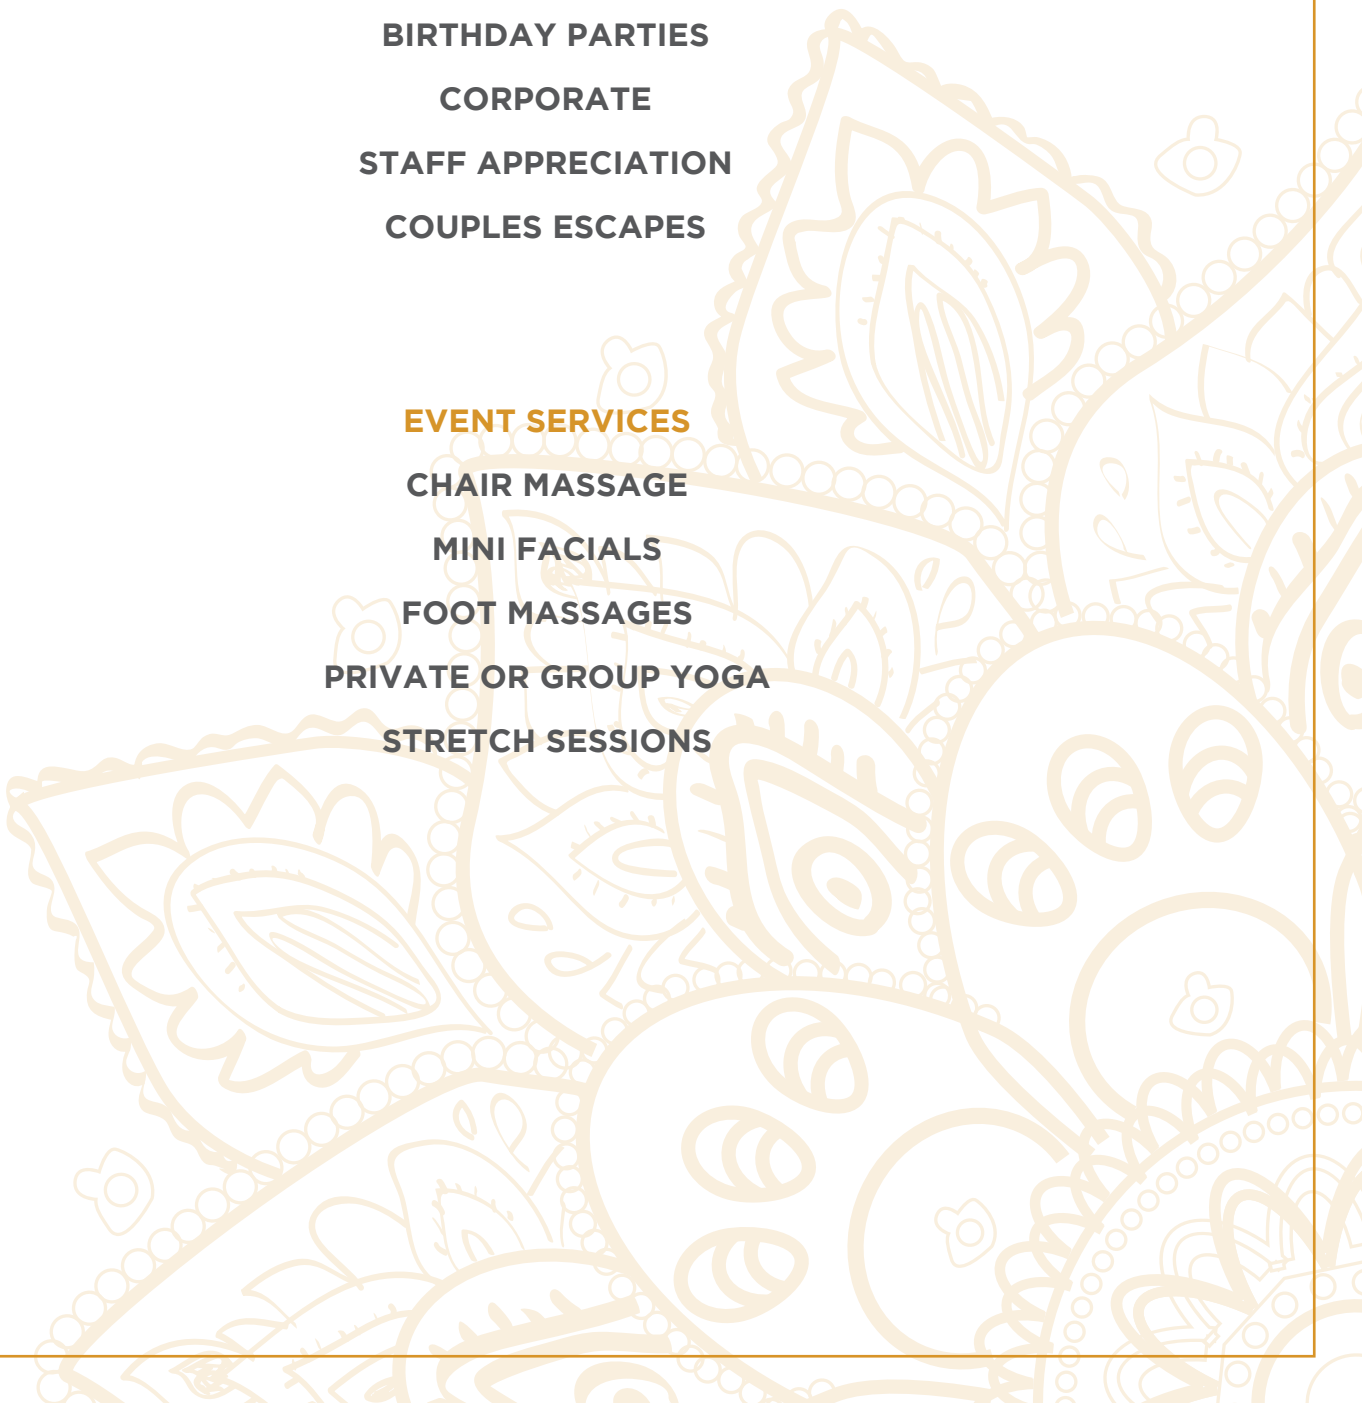 BIRTHDAY PARTIES
CORPORATE
STAFF APPRECIATION
COUPLES ESCAPES
EVENT SERVICES
CHAIR MASSAGE
MINI FACIALS
FOOT MASSAGES
PRIVATE OR GROUP YOGA
STRETCH SESSIONS